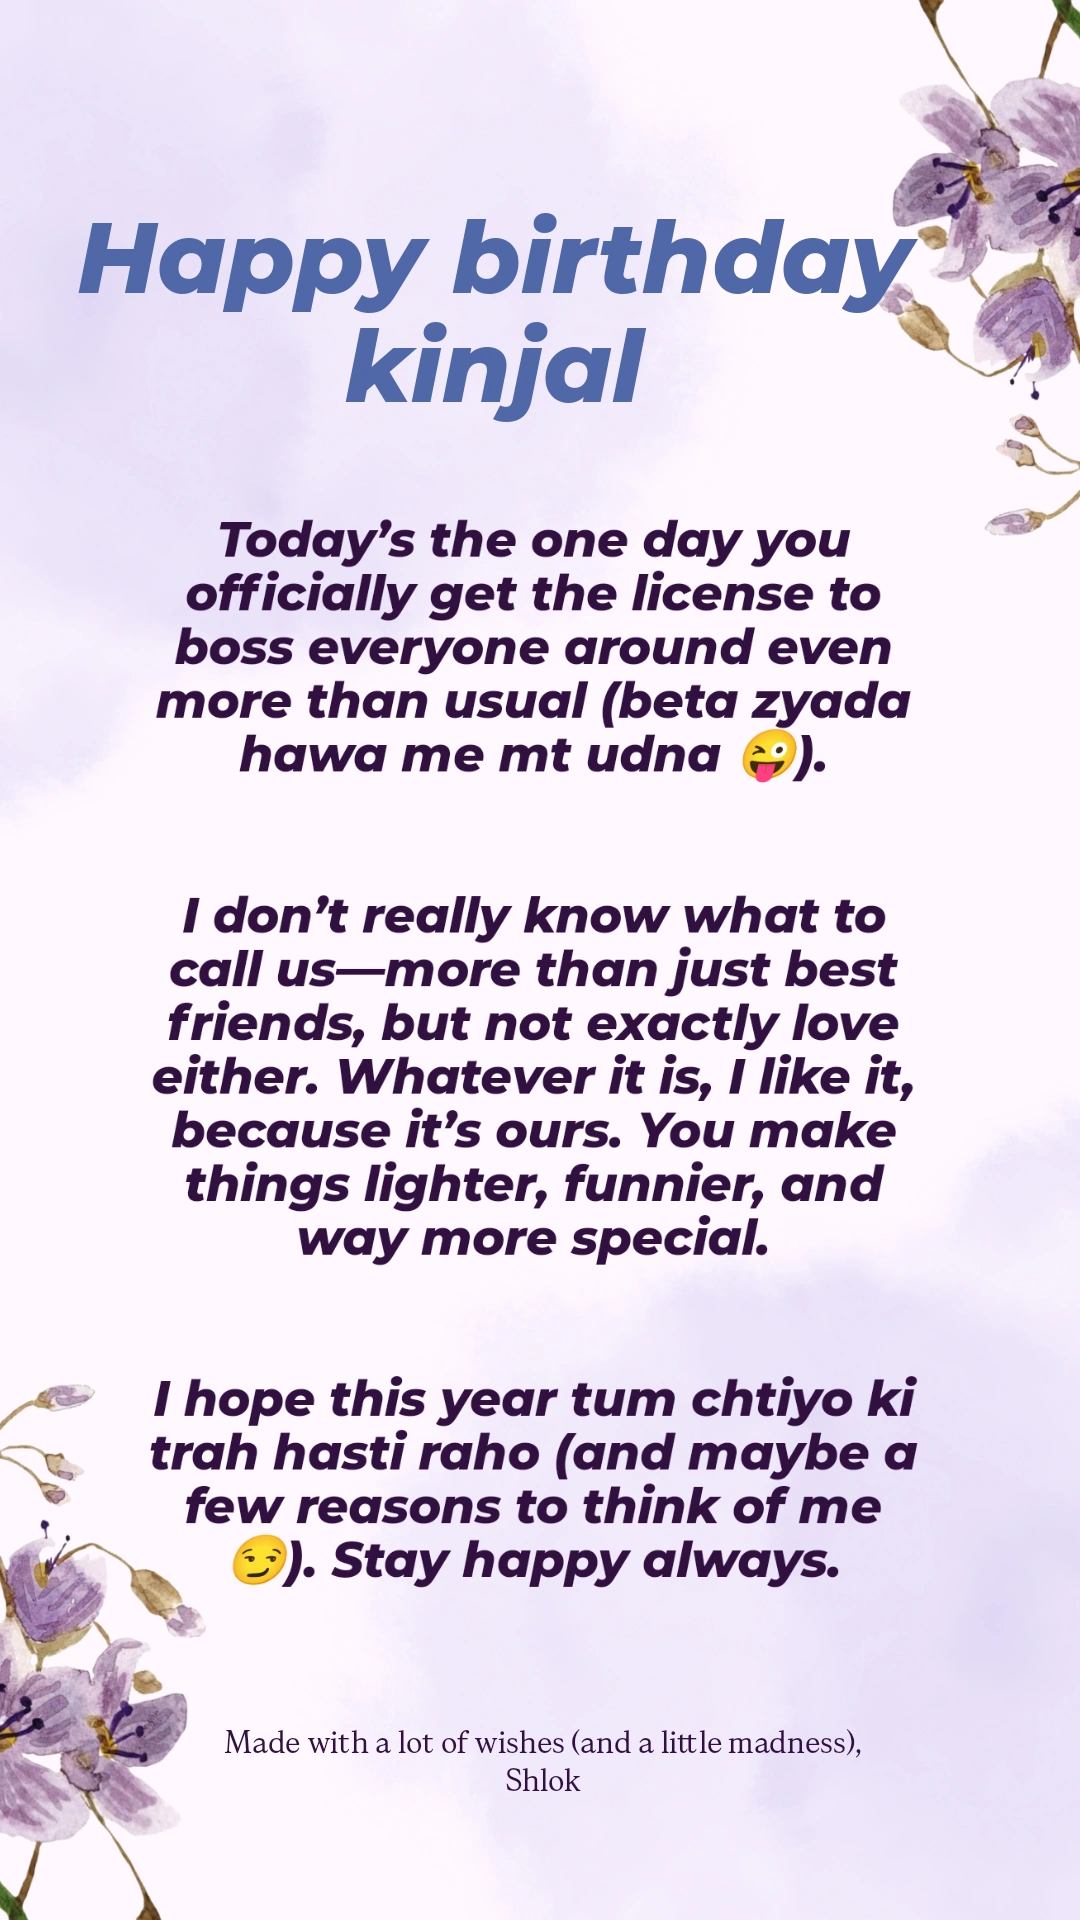 Happy birthday
kinjal
Today’s the one day you
officially get the license to
boss everyone around even
more than usual (beta zyada
hawa me mt udna 😜).
I don’t really know what to
call us—more than just best
friends, but not exactly love
either. Whatever it is, I like it,
because it’s ours. You make
things lighter, funnier, and
way more special.
I hope this year tum chtiyo ki
trah hasti raho (and maybe a
few reasons to think of me
😏). Stay happy always.
Made with a lot of wishes (and a little madness),
Shlok